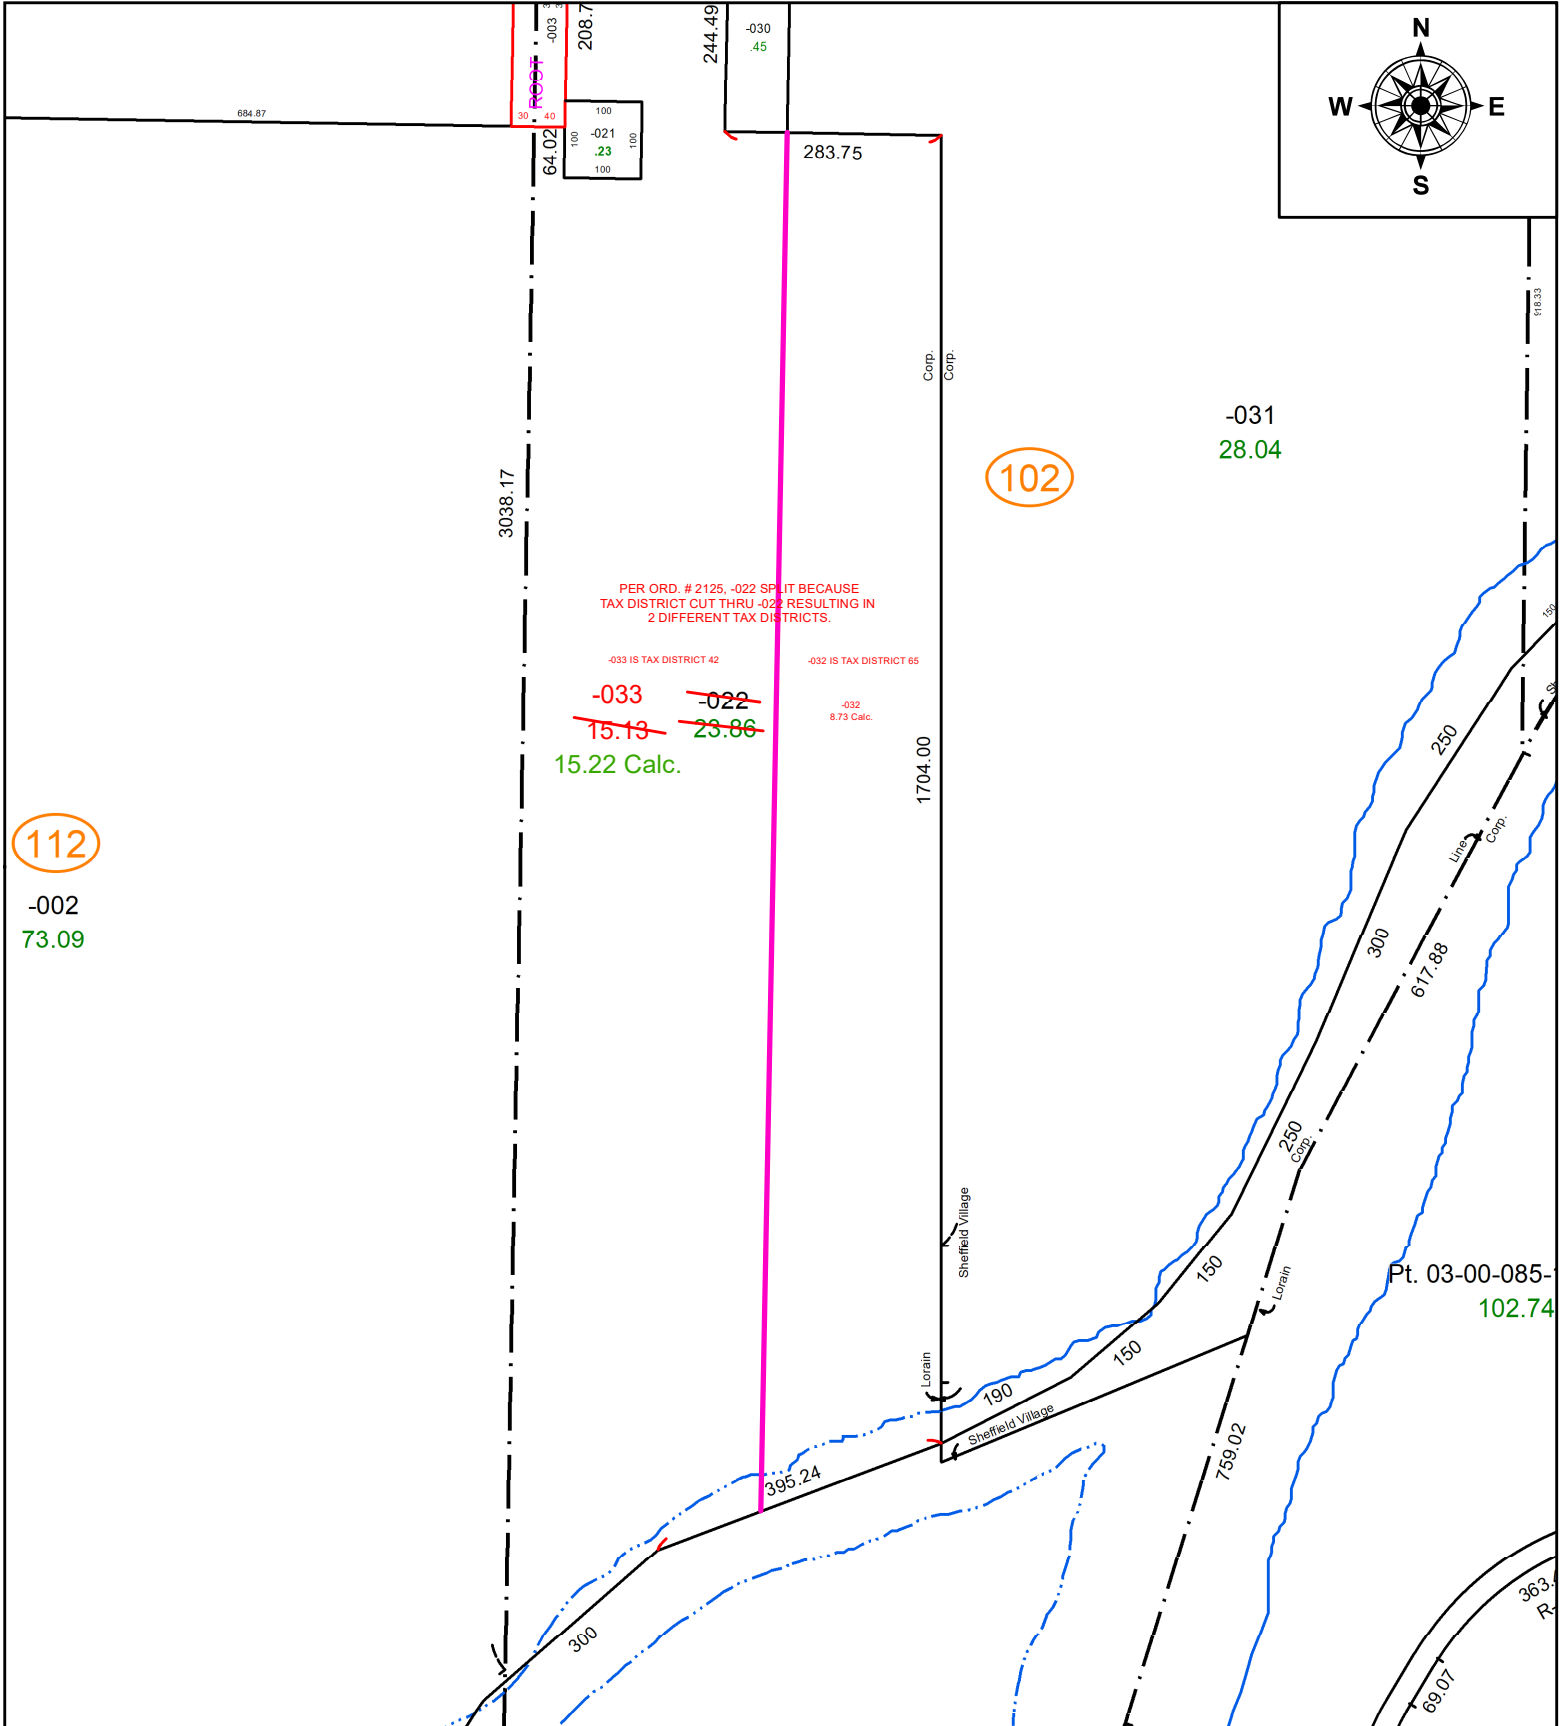 -003
208.7
244.49
-030
.45
N
W
E
S
ROOT
684.87
30
40
64.02
100
100
-021
100
.23
100
283.75
918.33
Corp.
Corp.
-031
28.04
102
3038.17
PER ORD. # 2125, -022 SPLIT BECAUSE
TAX DISTRICT CUT THRU -022 RESULTING IN
2 DIFFERENT TAX DISTRICTS.
150
-033 IS TAX DISTRICT 42
-032 IS TAX DISTRICT 65
-033
-022
-032
8.73 Calc.
15.13
23.86
15.22 Calc.
250
1704.00
112
Line
Corp.
-002
73.09
300
617.88
250
Corp.
Sheffield Village
150
Lorain
Pt. 03-00-085-
102.74
Lorain
150
190
Sheffield Village
759.02
395.24
300
363.
R-
69.07